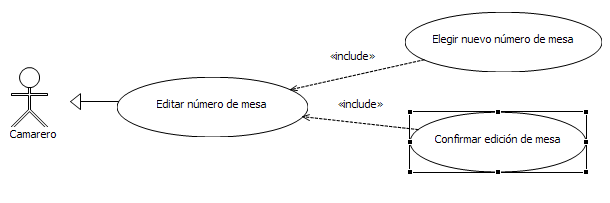 Elegir nuevo número de mesa
«include»
Editar número de mesa
«include»
Camarero
Confirmar edición de mesa